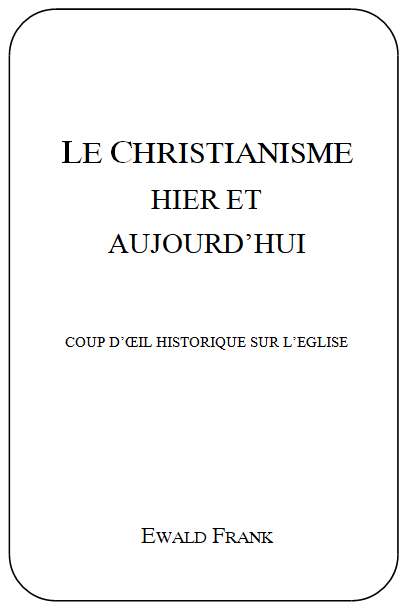 LE CHRISTIANISME
HIER ET
AUJOURD’HUI
COUP D’ŒIL HISTORIQUE SUR L’EGLISE
EWALD FRANK